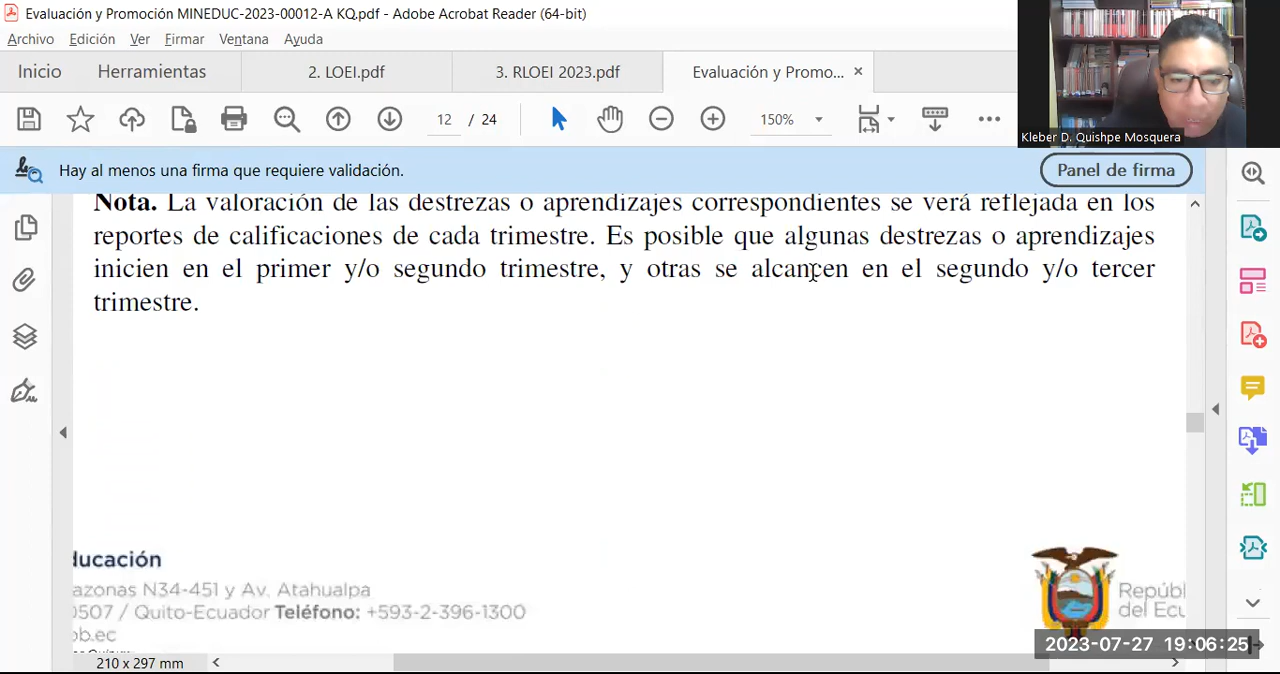 Evaluación y Promoción MINEDUC-2023-00012-A KQ.pdf - Adobe Acrobat Reader (64-bit)
Archivo Edición Ver Firmar Ventana Ayuda
Inicio Herramientas 2. LOEI.pdf 3. RLOEI 2023.pdf Evaluación y Promo... ×
12 / 24 150%
Kleber D. Quishpe Mosquera
Hay al menos una firma que requiere validación. Panel de firma
Nota. La valoración de las destrezas o aprendizajes correspondientes se verá reflejada en los
reportes de calificaciones de cada trimestre. Es posible que algunas destrezas o aprendizajes
inicien en el primer y/o segundo trimestre, y otras se alcancen en el segundo y/o tercer
trimestre.
ducación
azonas N34-451 y Av. Atahualpa
0507 / Quito-Ecuador Teléfono: +593-2-396-1300
ob.ec
Repúbl
del Ecu
2023-07-27 19:06:25
210 x 297 mm